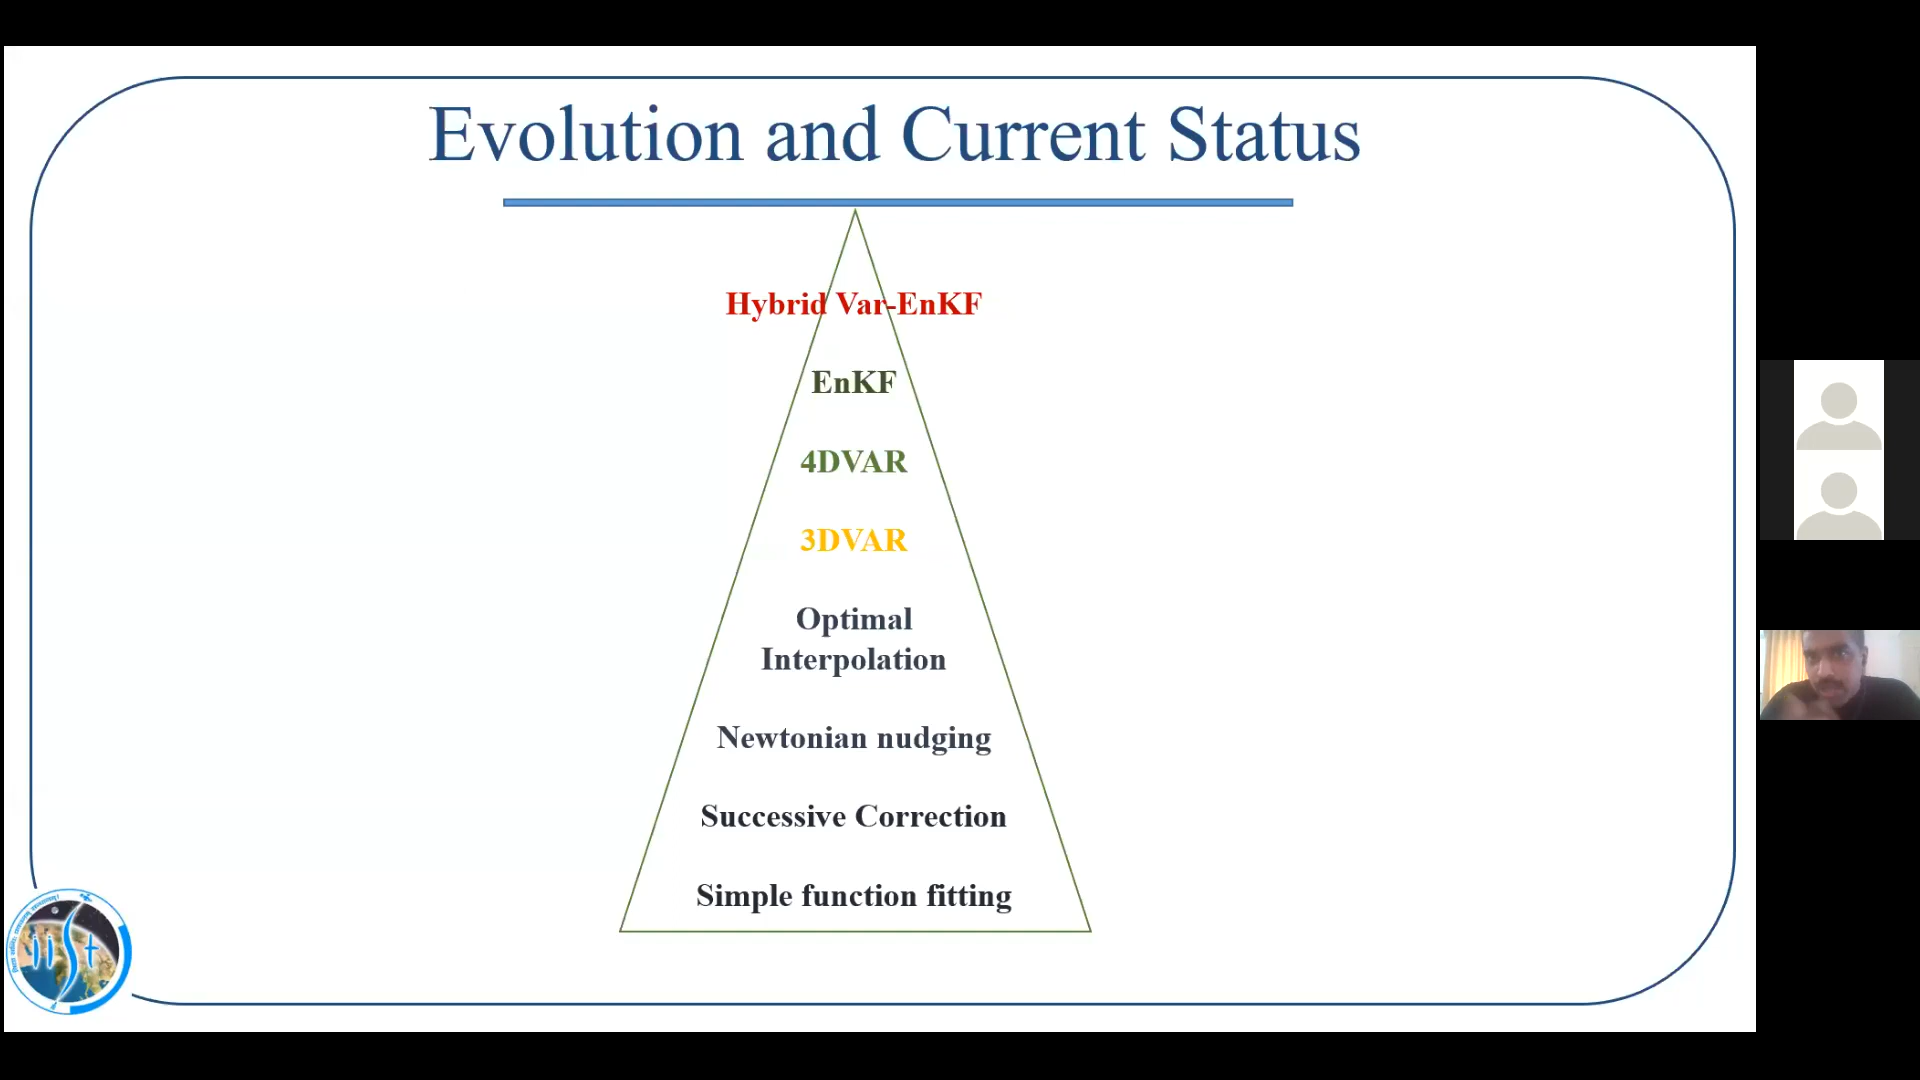 Evolution and Current Status
Hybrid Var-EnKF
EnKF
4DVAR
3DVAR
Optimal
Interpolation
Newtonian nudging
Successive Correction
Simple function fitting
iist